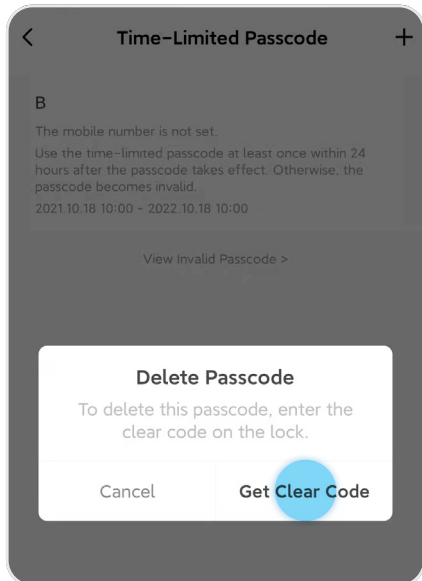 Time-Limited Passcode
B
The mobile number is not set.
Use the time-limited passcode at least once within 24
hours after the passcode takes effect. Otherwise, the
passcode becomes invalid.
2021.10.18 10:00 - 2022.10.18 10:00
View Invalid Passcode >
Delete Passcode
To delete this passcode, enter the
clear code on the lock.
Cancel
Get Clear Code